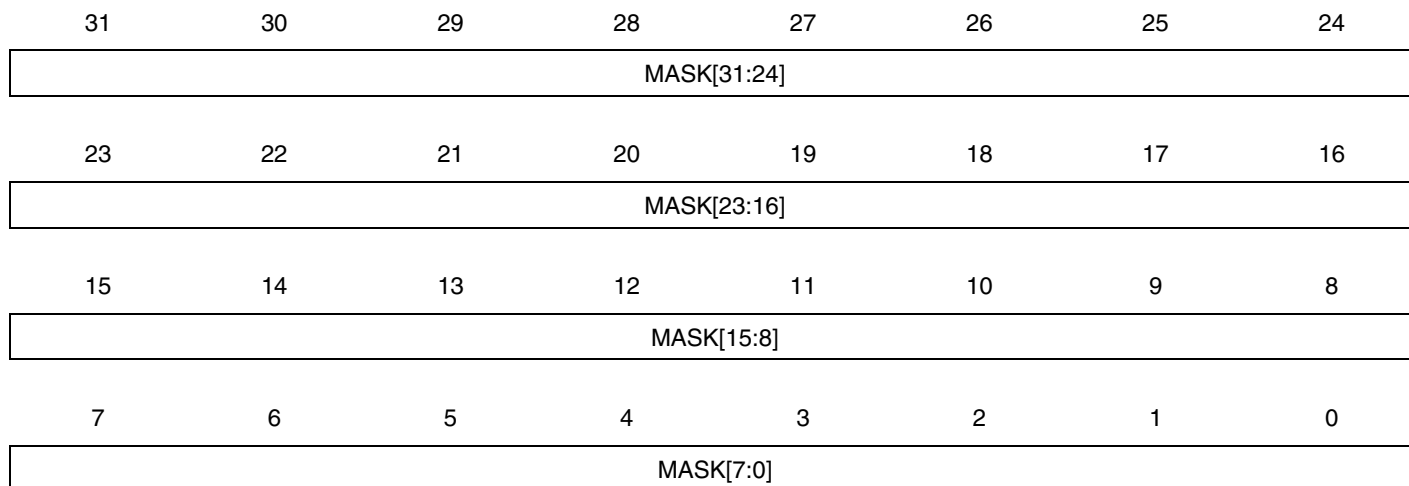 31 30 29 28 27 26 25 24
MASK[31:24]
23 22 21 20 19 18 17 16
MASK[23:16]
15 14 13 12 11 10 9 8
MASK[15:8]
7 6 5 4 3 2 1 0
MASK[7:0]